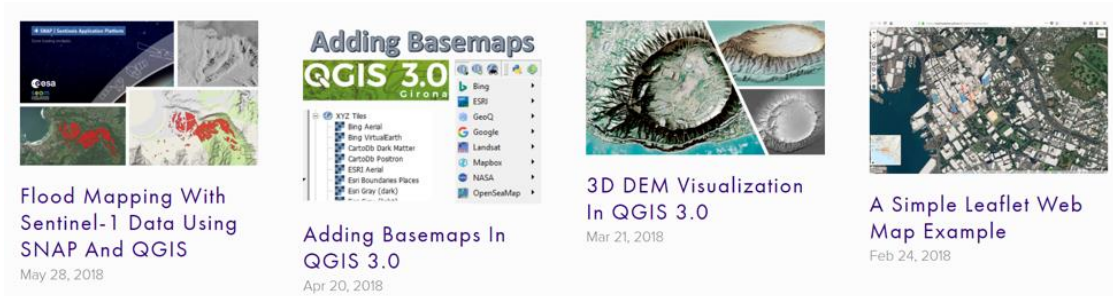 SNAP | Sentinels Application Platform
esa
seom
Flood Mapping With
Sentinel-1 Data Using
SNAP And QGIS
May 28, 2018
Adding Basemaps
QGIS 3.0
Girona
XYZ Tiles
Bing Aerial
Bing VirtualEarth
CartoDb Dark Matter
CartoDb Positron
ESRI Aerial
Esri Boundaries Places
Esri Gray (dark)
Bing
ESRI
GeoQ
Google
Landsat
Mapbox
NASA
OpenSeaMap
Adding Basemaps In
QGIS 3.0
Apr 20, 2018
3D DEM Visualization
In QGIS 3.0
Mar 21, 2018
A Simple Leaflet Web
Map Example
Feb 24, 2018